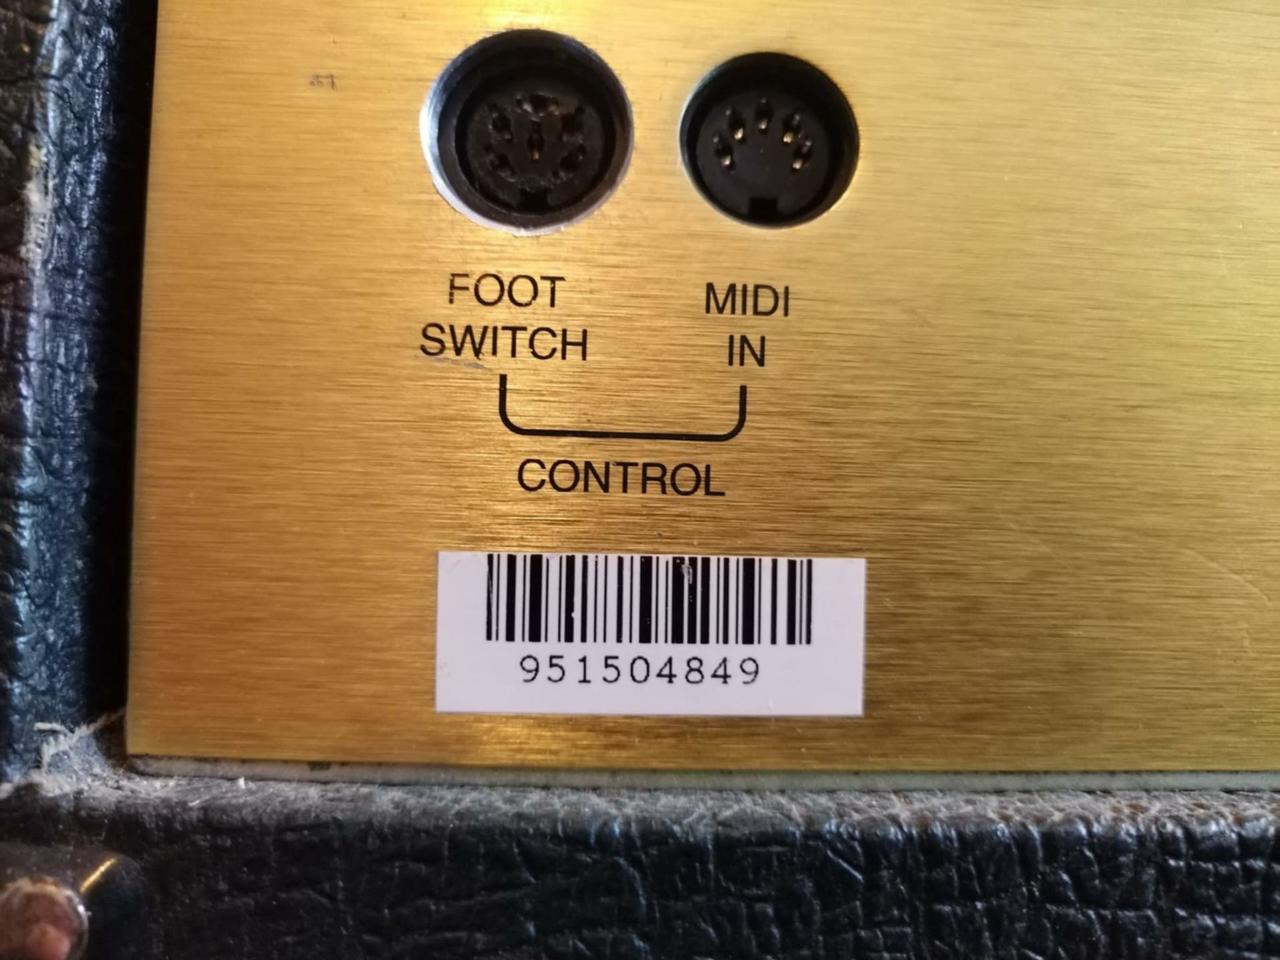 FOOT
SWITCH
MIDI
IN
CONTROL
951504849